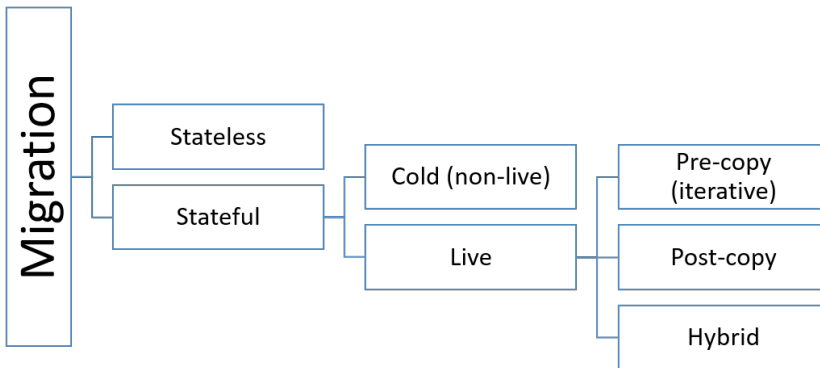 Migration
Stateless
Stateful
Cold (non-live)
Live
Pre-copy
(iterative)
Post-copy
Hybrid